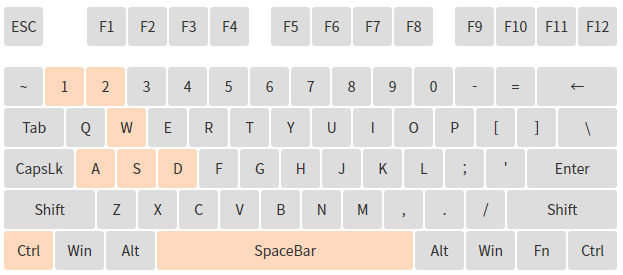 ESC F1 F2 F3 F4 F5 F6 F7 F8 F9 F10 F11 F12
~ 1 2 3 4 5 6 7 8 9 0 - = ←
Tab Q W E R T Y U I O P [ ] \
CapsLk A S D F G H J K L ; ' Enter
Shift Z X C V B N M , . / Shift
Ctrl Win Alt SpaceBar Alt Win Fn Ctrl